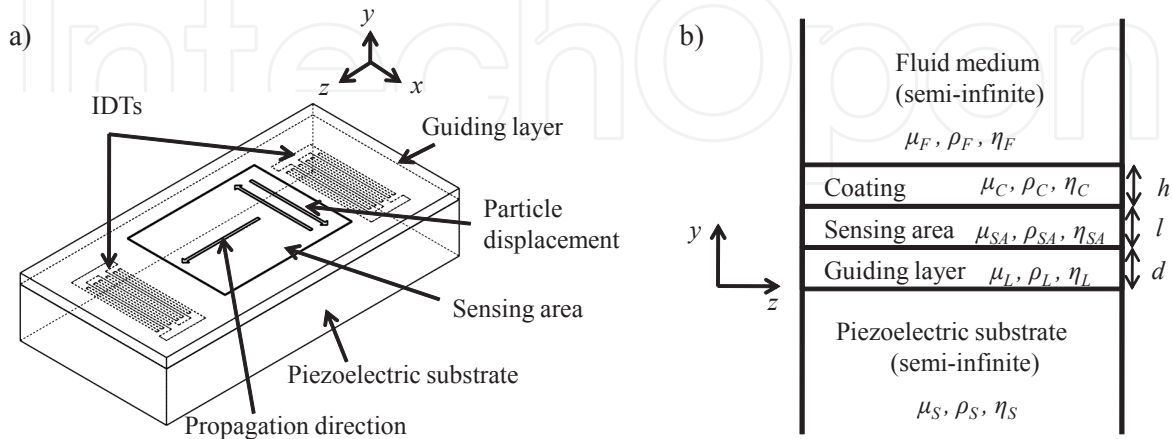 IntechOpen
a)
y
z
x
IDTs
Guiding layer
Particle
displacement
Sensing area
Piezoelectric substrate
Propagation direction
b)
Fluid medium
(semi-infinite)
μF, ρF, ηF
Coating μC, ρC, ηC
h
Sensing area μSA, ρSA, ηSA
l
Guiding layer μL, ρL, ηL
d
y
z
Piezoelectric substrate
(semi-infinite)
μS, ρS, ηS